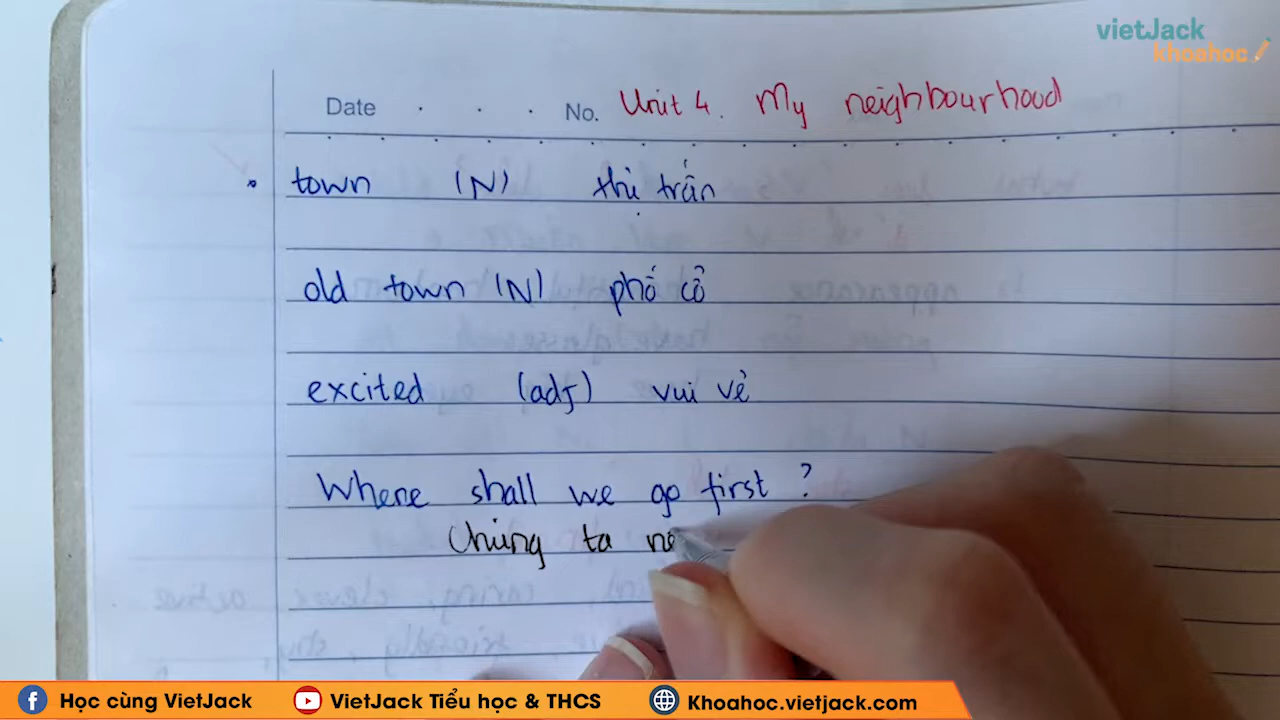 vietJack
khoahoc
Date . . . No. Unit 4. My neighbourhood
• town (N) thị trấn
old town (N) phố cổ
excited (adj) vui vẻ
Where shall we go first ?
Chúng ta
Học cùng VietJack
VietJack Tiểu học & THCS
Khoahoc.vietjack.com